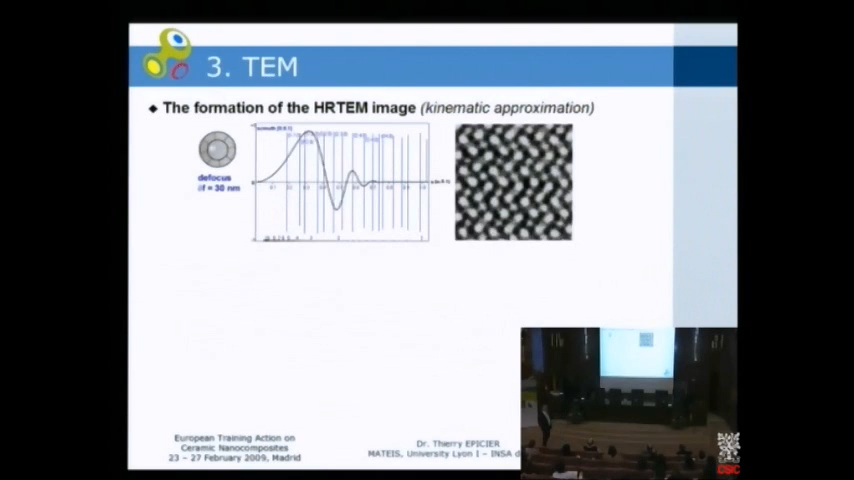 3. TEM
The formation of the HRTEM image (kinematic approximation)
defocus
δf = 30 nm
European Training Action on
Ceramic Nanocomposites
23 – 27 February 2009, Madrid
Dr. Thierry EPICIER
MATEIS, University Lyon I – INSA d
CSIC